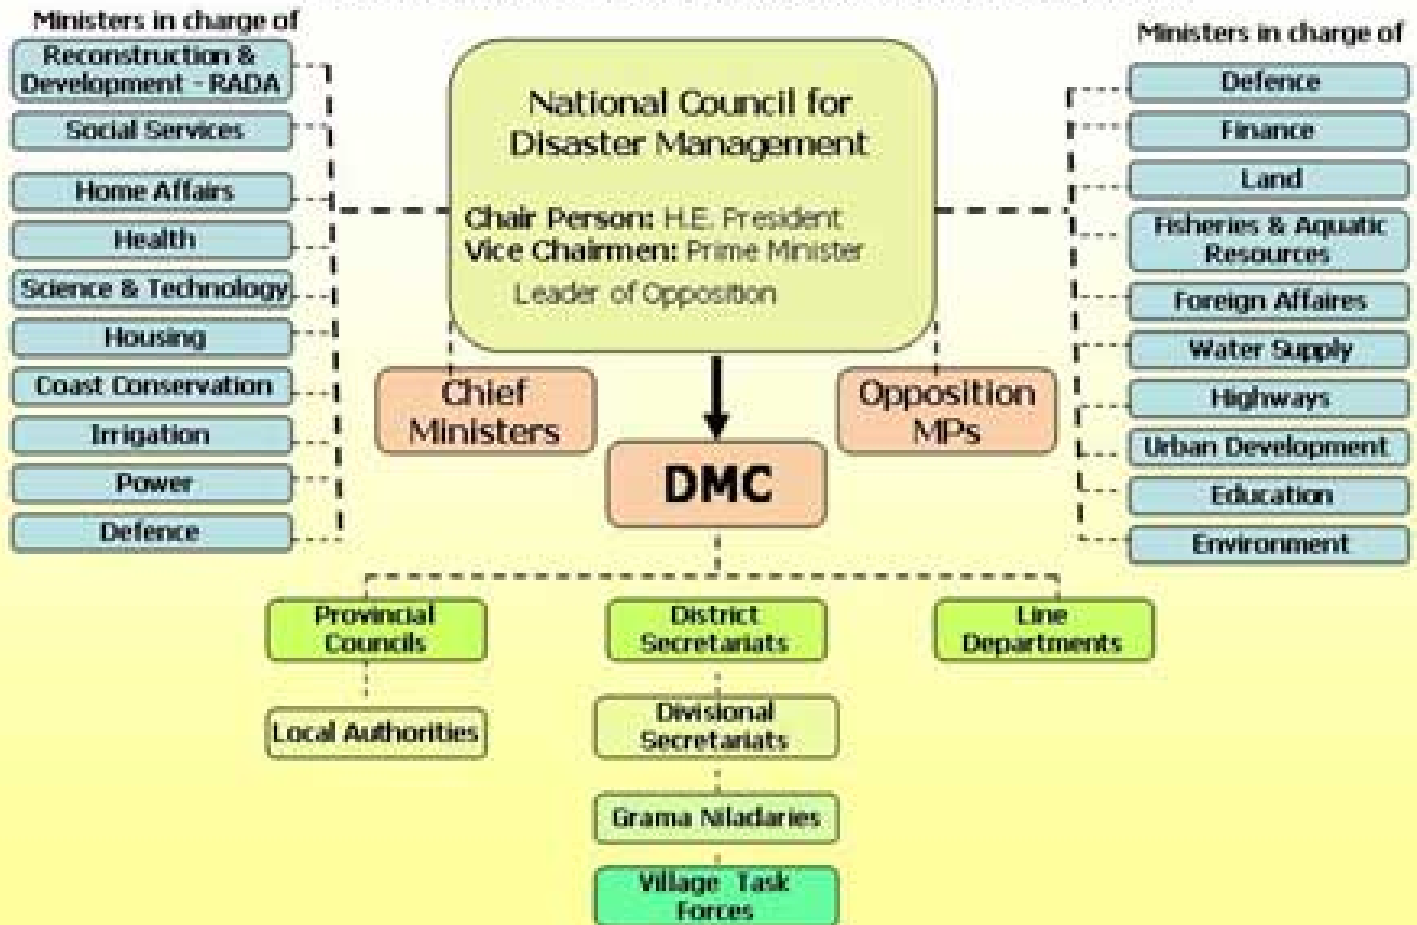 Ministers in charge of
Reconstruction &
Development - RADA
Social Services
Home Affairs
Health
Science & Technology
Housing
Coast Conservation
Irrigation
Power
Defence
National Council for
Disaster Management
Chair Person: H.E. President
Vice Chairmen: Prime Minister
Leader of Opposition
Chief
Ministers
Opposition
MPs
DMC
Ministers in charge of
Defence
Finance
Land
Fisheries & Aquatic
Resources
Foreign Affaires
Water Supply
Highways
Urban Development
Education
Environment
Provincial
Councils
Local Authorities
District
Secretariats
Divisional
Secretariats
Grama Niladaries
Village Task
Forces
Line
Departments